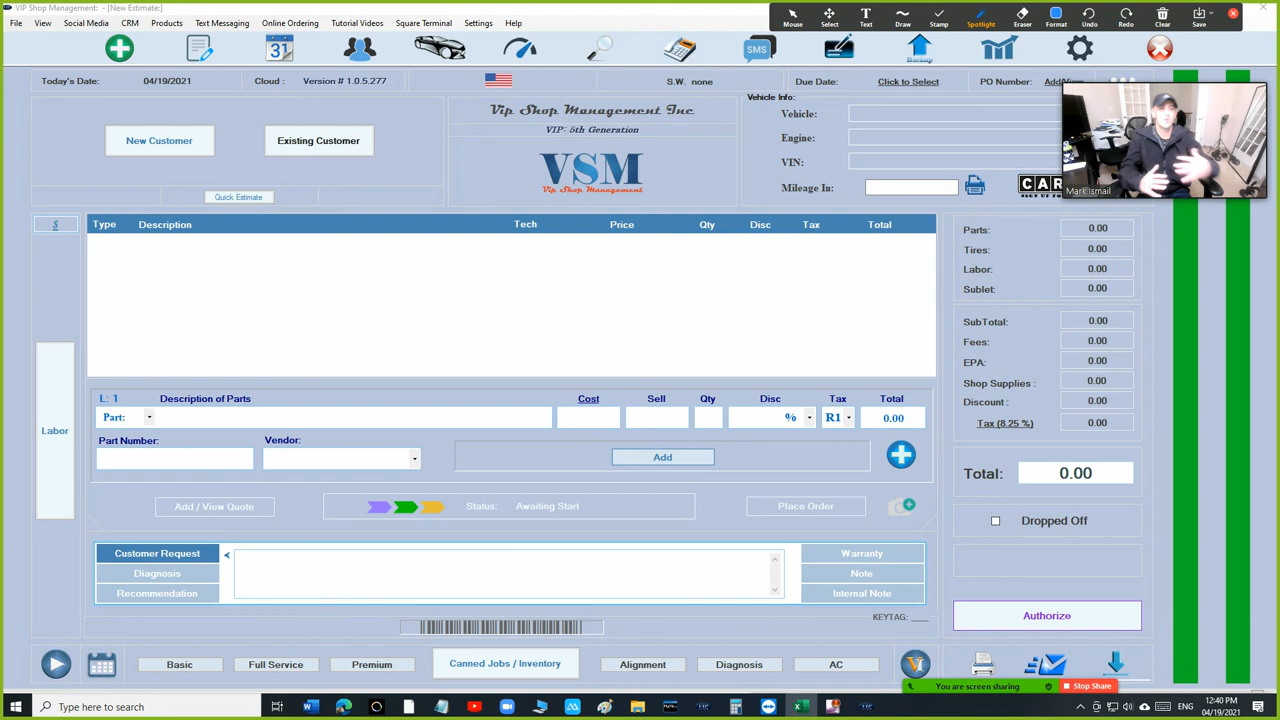 VIP Shop Management: - [New Estimate:]
File View Social Media CRM Products Text Messaging Online Ordering Tutorial Videos Square Terminal Settings Help
Mouse Select Text Draw Stamp Spotlight Eraser Format Undo Redo Clear Save
31 SMS Backup
Today's Date: 04/19/2021 Cloud : Version # 1.0.5.277 S.W. none Due Date: Click to Select PO Number: Add/View
New Customer Existing Customer
Quick Estimate
Vip Shop Management Inc
VIP: 5th Generation
VSM
Vip Shop Management
Vehicle Info:
Vehicle:
Engine:
VIN:
Mileage In:
CAR
Mark Ismail
$ Type Description Tech Price Qty Disc Tax Total
Labor
Parts: 0.00
Tires: 0.00
Labor: 0.00
Sublet: 0.00
SubTotal: 0.00
Fees: 0.00
EPA: 0.00
Shop Supplies : 0.00
Discount : 0.00
Tax (8.25 %) 0.00
Total: 0.00
Dropped Off
Authorize
L: 1 Description of Parts Cost Sell Qty Disc Tax Total
Part: % R1 0.00
Part Number: Vendor:
Add
Add / View Quote Status: Awaiting Start Place Order
Customer Request < Warranty
Diagnosis Note
Recommendation Internal Note
KEYTAG: ____
Basic Full Service Premium Canned Jobs / Inventory Alignment Diagnosis AC
You are screen sharing Stop Share
Type here to search
ENG
12:40 PM
04/19/2021